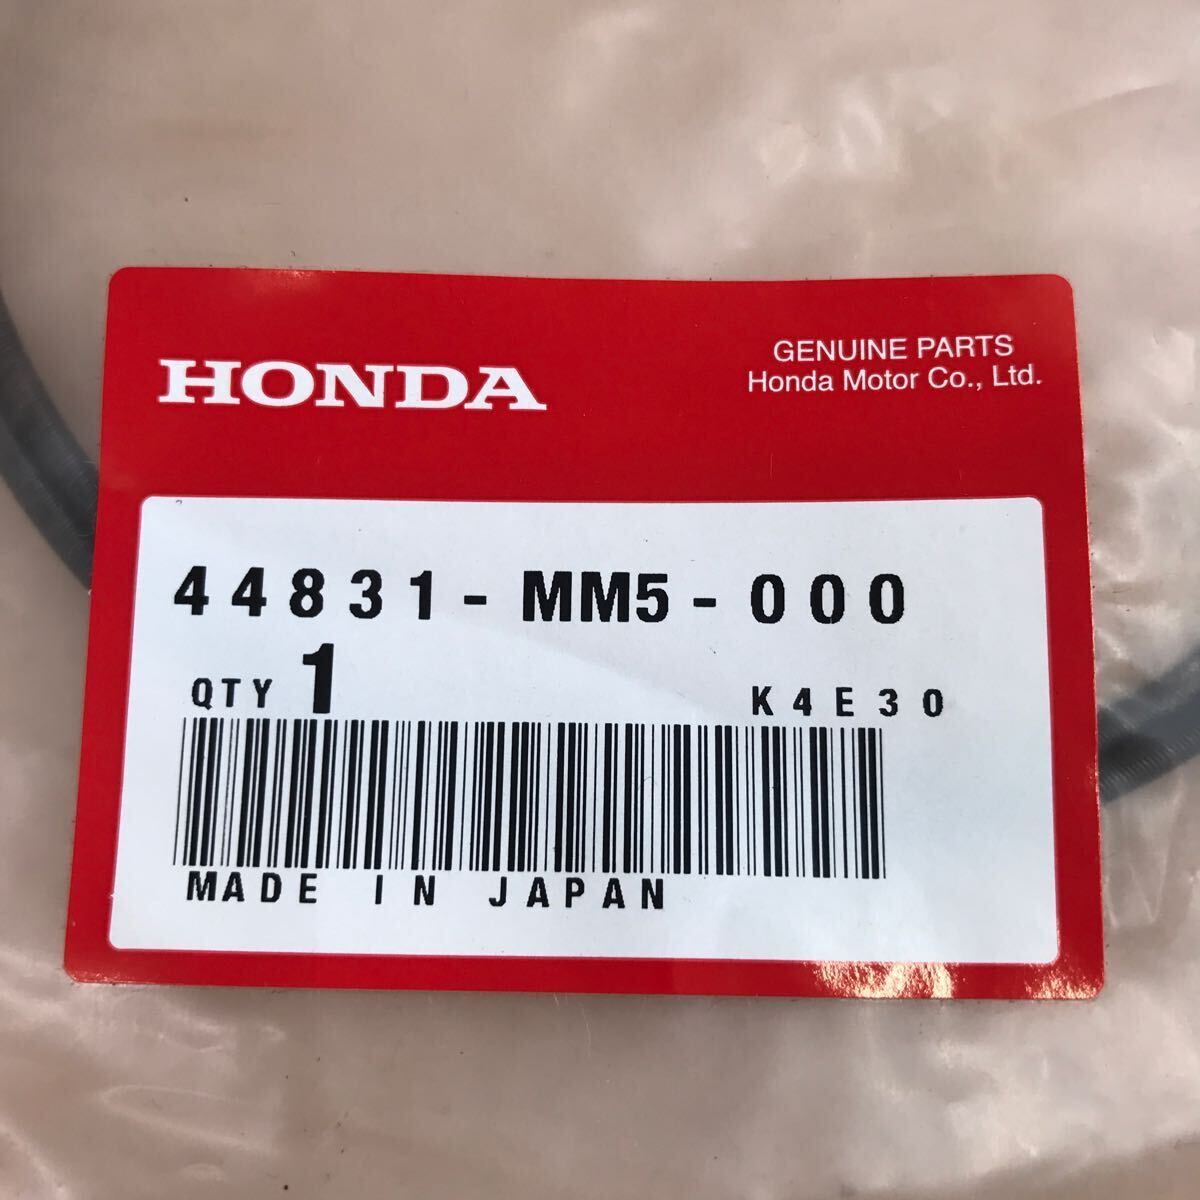 HONDA
GENUINE PARTS
Honda Motor Co., Ltd.
44831-MM5-000
QTY 1
K4E30
MADE IN JAPAN